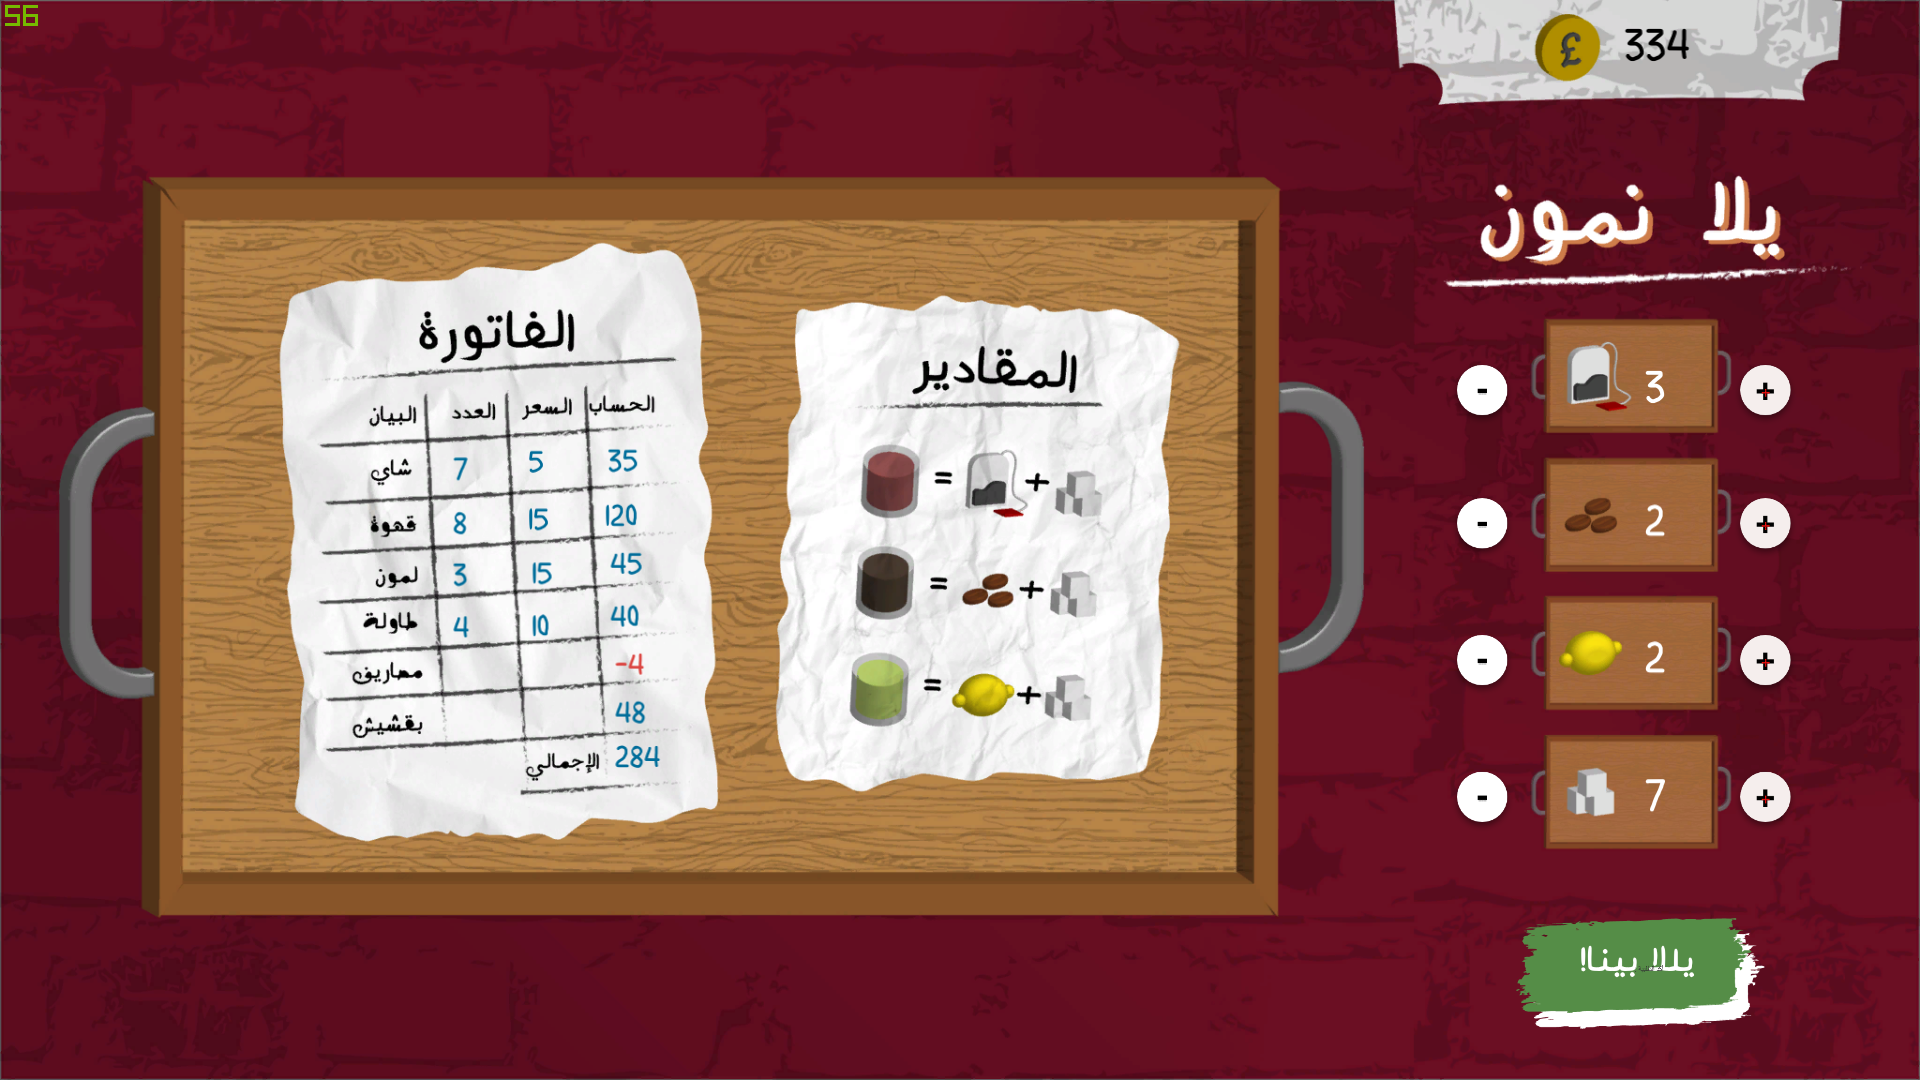 56
334
يلا نمون
الفاتورة
البيان العدد السعر الحساب
شاي 7 5 35
قهوة 8 15 120
لمون 3 15 45
طاولة 4 10 40
مصاريف -4
بقشيش 48
الإجمالي 284
المقادير
= +
= +
= +
- 3 +
- 2 +
- 2 +
- 7 +
يلا بينا!